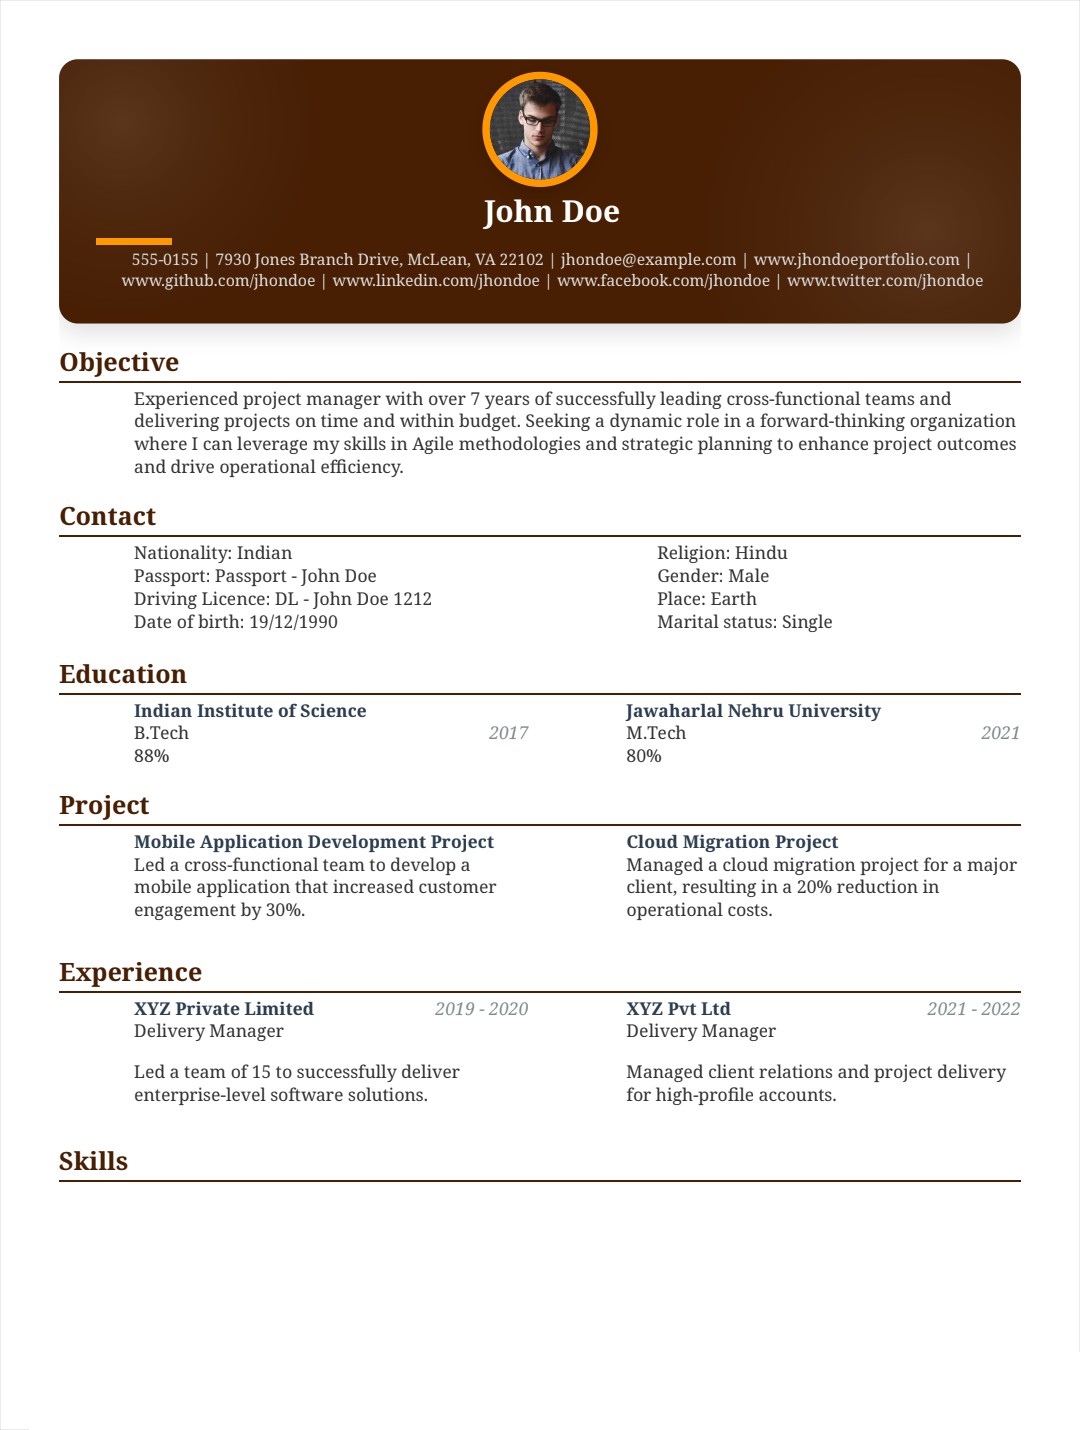 John Doe
555-0155 | 7930 Jones Branch Drive, McLean, VA 22102 | jhondoe@example.com | www.jhondoeportfolio.com |
www.github.com/jhondoe | www.linkedin.com/jhondoe | www.facebook.com/jhondoe | www.twitter.com/jhondoe
Objective
Experienced project manager with over 7 years of successfully leading cross-functional teams and
delivering projects on time and within budget. Seeking a dynamic role in a forward-thinking organization
where I can leverage my skills in Agile methodologies and strategic planning to enhance project outcomes
and drive operational efficiency.
Contact
Nationality: Indian
Passport: Passport - John Doe
Driving Licence: DL - John Doe 1212
Date of birth: 19/12/1990
Religion: Hindu
Gender: Male
Place: Earth
Marital status: Single
Education
Indian Institute of Science
B.Tech 2017
88%
Jawaharlal Nehru University
M.Tech 2021
80%
Project
Mobile Application Development Project
Led a cross-functional team to develop a
mobile application that increased customer
engagement by 30%.
Cloud Migration Project
Managed a cloud migration project for a major
client, resulting in a 20% reduction in
operational costs.
Experience
XYZ Private Limited 2019 - 2020
Delivery Manager
Led a team of 15 to successfully deliver
enterprise-level software solutions.
XYZ Pvt Ltd 2021 - 2022
Delivery Manager
Managed client relations and project delivery
for high-profile accounts.
Skills